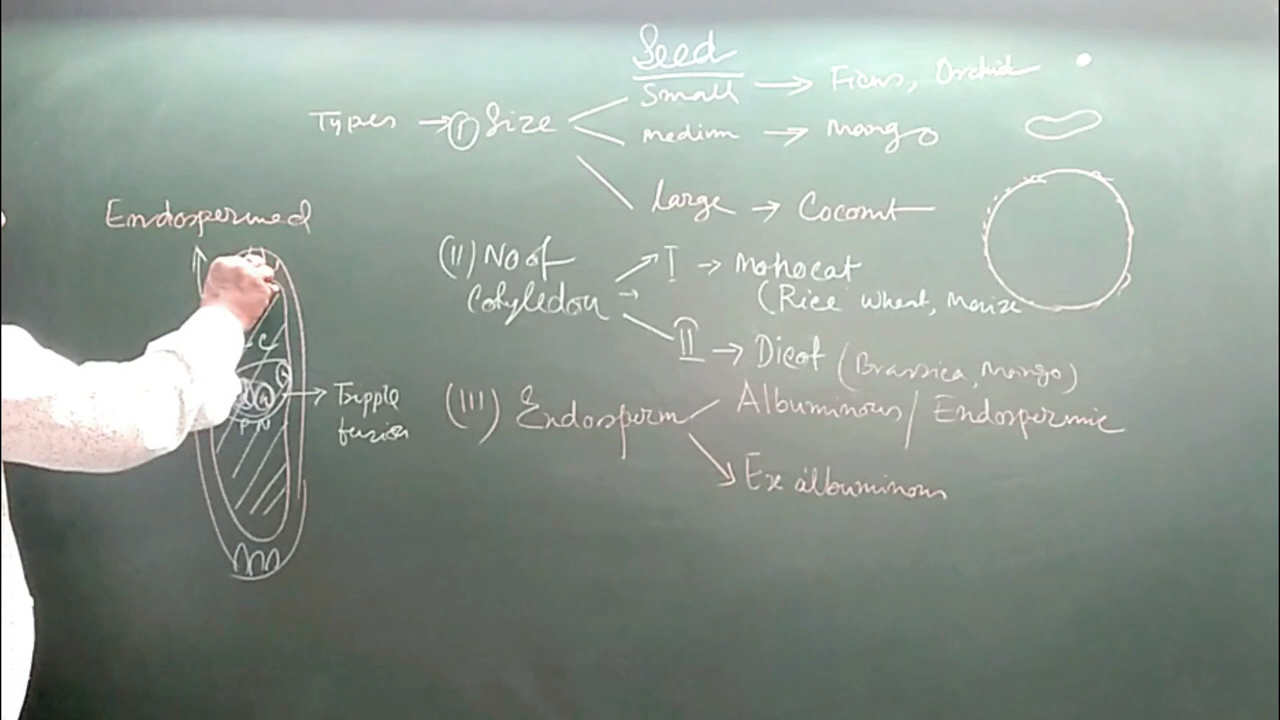 Seed
Types → (I) Size
Small → Ficus, Orchid
medium → Mango
Large → Coconut
Endospermed
(II) No of Cotyledon
I → Monocot
(Rice Wheat, Maize
II → Dicot (Brassica, Mango)
(III) Endosperm
Albuminous / Endospermic
Ex albuminous
C
P N
→ Tripple
fusion